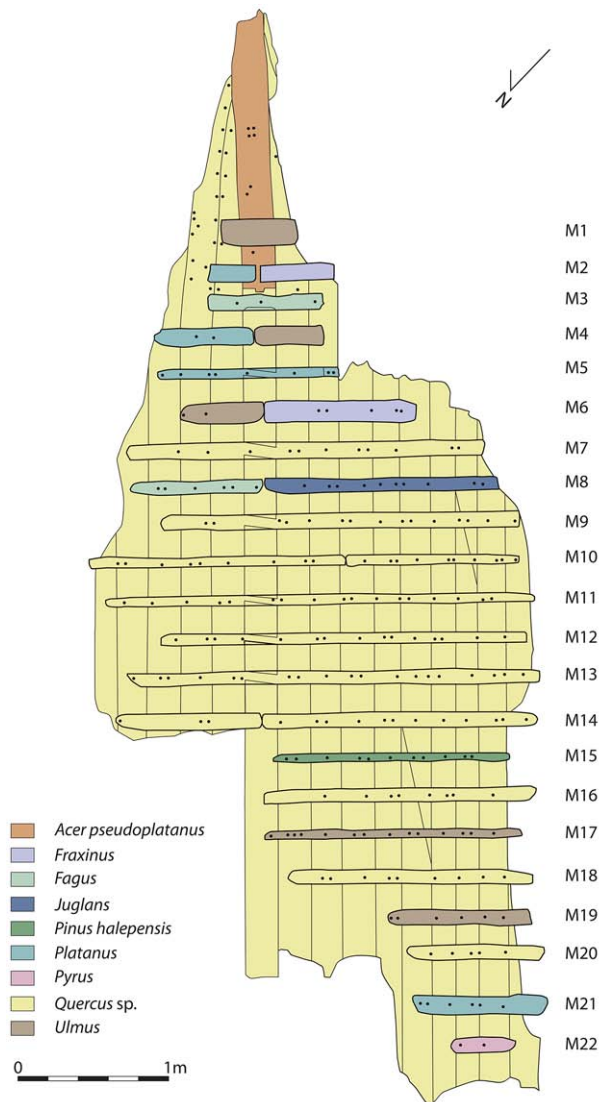 N
M1
M2
M3
M4
M5
M6
M7
M8
M9
M10
M11
M12
M13
M14
M15
M16
M17
M18
M19
M20
M21
M22
Acer pseudoplatanus
Fraxinus
Fagus
Juglans
Pinus halepensis
Platanus
Pyrus
Quercus sp.
Ulmus
0 1m